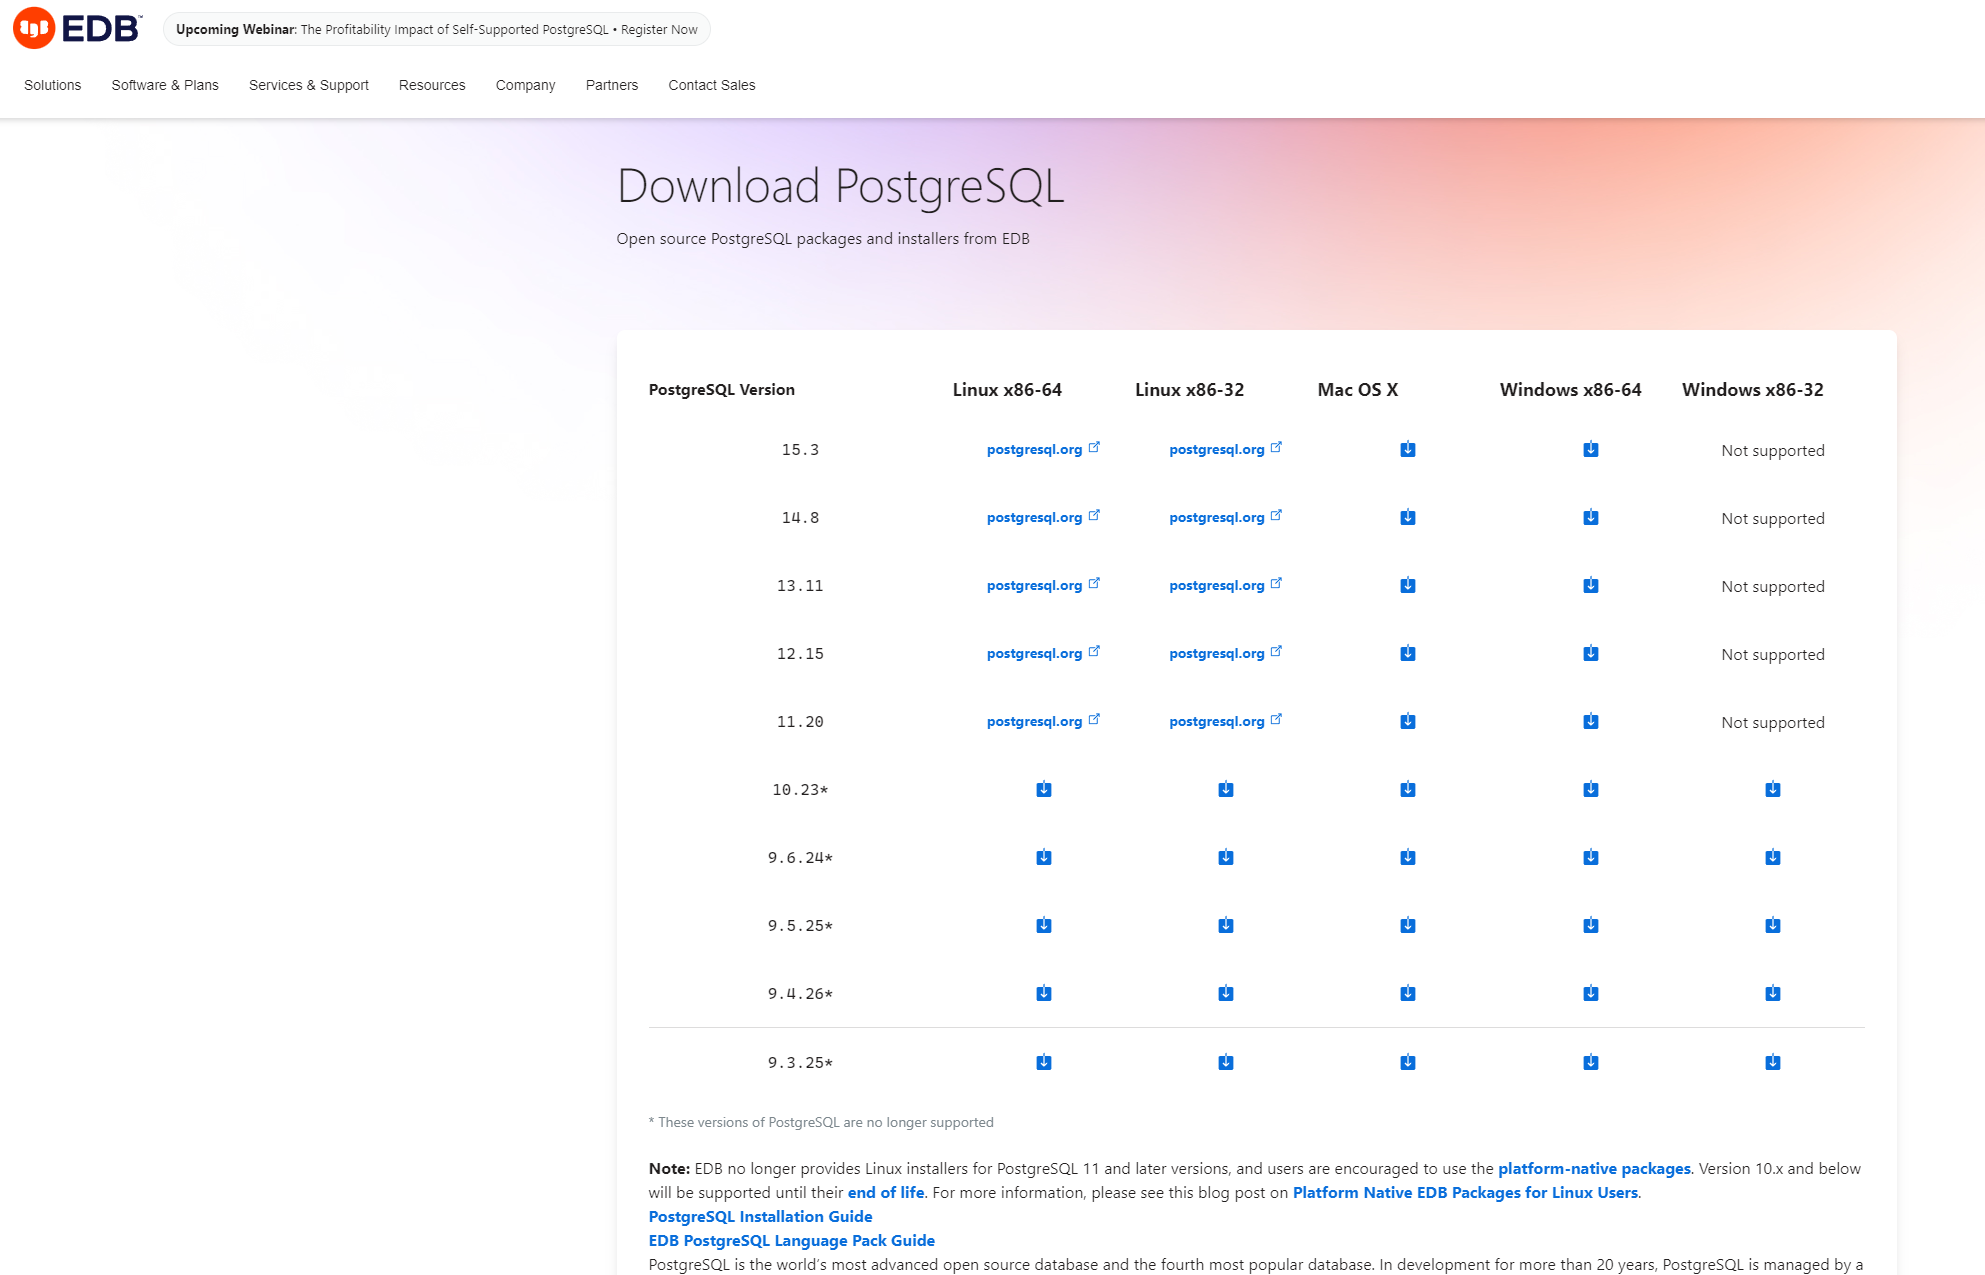 EDB™
Upcoming Webinar: The Profitability Impact of Self-Supported PostgreSQL • Register Now
Solutions Software & Plans Services & Support Resources Company Partners Contact Sales
Download PostgreSQL
Open source PostgreSQL packages and installers from EDB
PostgreSQL Version Linux x86-64 Linux x86-32 Mac OS X Windows x86-64 Windows x86-32
15.3 postgresql.org postgresql.org Not supported
14.8 postgresql.org postgresql.org Not supported
13.11 postgresql.org postgresql.org Not supported
12.15 postgresql.org postgresql.org Not supported
11.20 postgresql.org postgresql.org Not supported
10.23*
9.6.24*
9.5.25*
9.4.26*
9.3.25*
* These versions of PostgreSQL are no longer supported
Note: EDB no longer provides Linux installers for PostgreSQL 11 and later versions, and users are encouraged to use the platform-native packages. Version 10.x and below
will be supported until their end of life. For more information, please see this blog post on Platform Native EDB Packages for Linux Users.
PostgreSQL Installation Guide
EDB PostgreSQL Language Pack Guide
PostgreSQL is the world's most advanced open source database and the fourth most popular database. In development for more than 20 years, PostgreSQL is managed by a